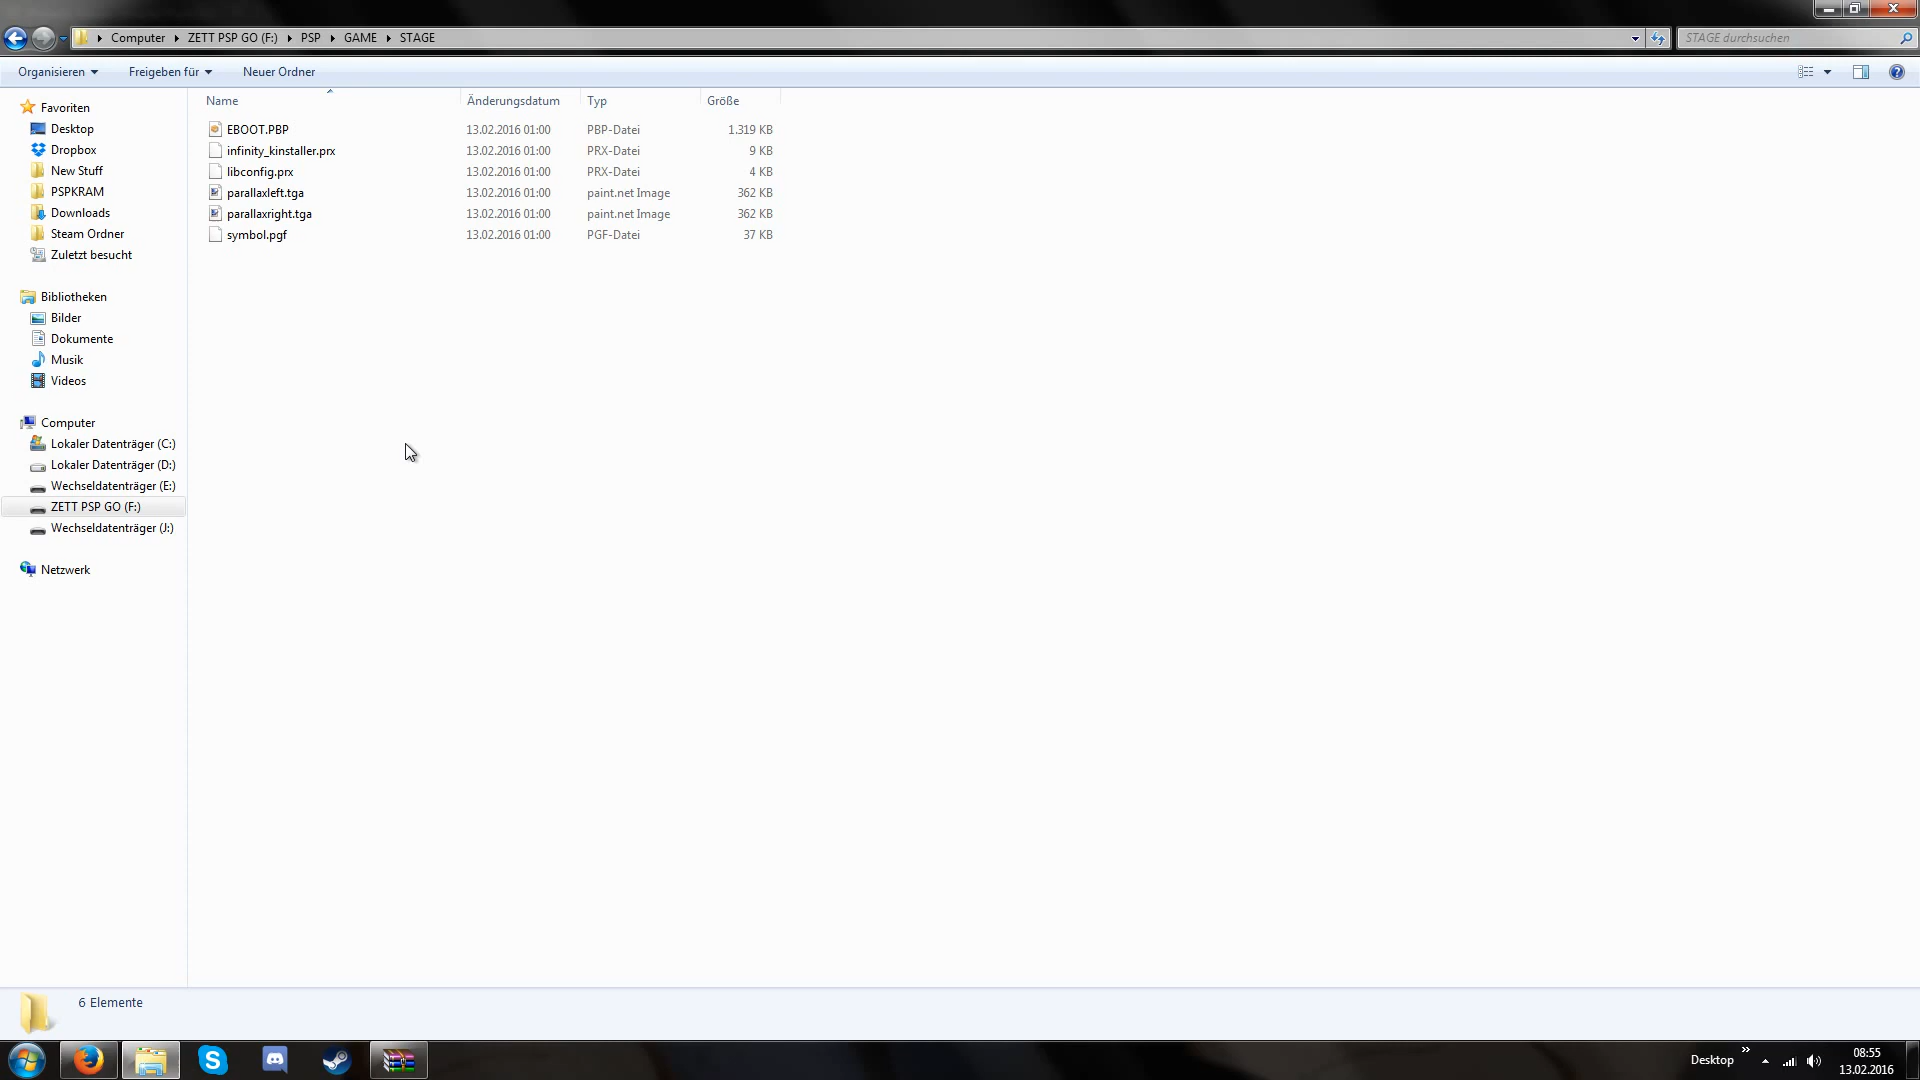 Computer ZETT PSP GO (F:) PSP GAME STAGE
STAGE durchsuchen
Organisieren Freigeben für Neuer Ordner
Name Änderungsdatum Typ Größe
EBOOT.PBP 13.02.2016 01:00 PBP-Datei 1.319 KB
infinity_kinstaller.prx 13.02.2016 01:00 PRX-Datei 9 KB
libconfig.prx 13.02.2016 01:00 PRX-Datei 4 KB
parallaxleft.tga 13.02.2016 01:00 paint.net Image 362 KB
parallaxright.tga 13.02.2016 01:00 paint.net Image 362 KB
symbol.pgf 13.02.2016 01:00 PGF-Datei 37 KB
Favoriten
Desktop
Dropbox
New Stuff
PSPKRAM
Downloads
Steam Ordner
Zuletzt besucht
Bibliotheken
Bilder
Dokumente
Musik
Videos
Computer
Lokaler Datenträger (C:)
Lokaler Datenträger (D:)
Wechseldatenträger (E:)
ZETT PSP GO (F:)
Wechseldatenträger (J:)
Netzwerk
6 Elemente
Desktop
08:55
13.02.2016